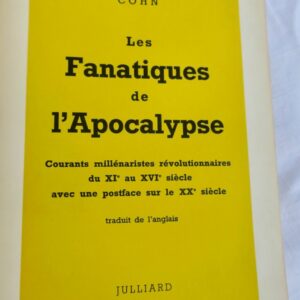 COHN
Les
Fanatiques
de
l'Apocalypse
Courants millénaristes révolutionnaires
du XIe au XVIe siècle
avec une postface sur le XXe siècle
traduit de l'anglais
JULLIARD